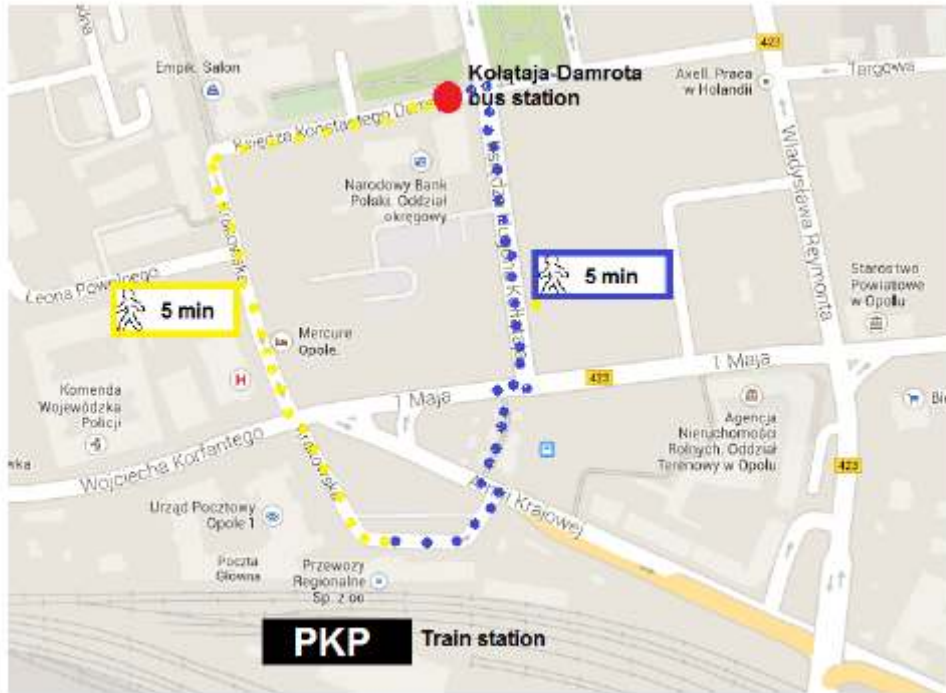 423
Empik. Salon
Kołątaja-Damrota
bus station
Axell. Praca
w Holandii
Targowa
Księdza Konstantego
Narodowy Bank
Polski. Oddział
okręgowy
Władysława Reymonta
Leona Powolnego
5 min
5 min
Starostwo
Powiatowe
w Opolu
Mercure
Opole.
H
1 Maja
423
1 Maja
Komenda
Wojewódzka
Policji
Agencja
Nieruchomości
Rolnych. Oddział
Terenowy w Opolu
Wojciecha Korfantego
Krakowska
423
Krajowej
Urząd Pocztowy
Opole 1
Poczta
Główna
Przewozy
Regionalne
Sp. z oo
PKP
Train station